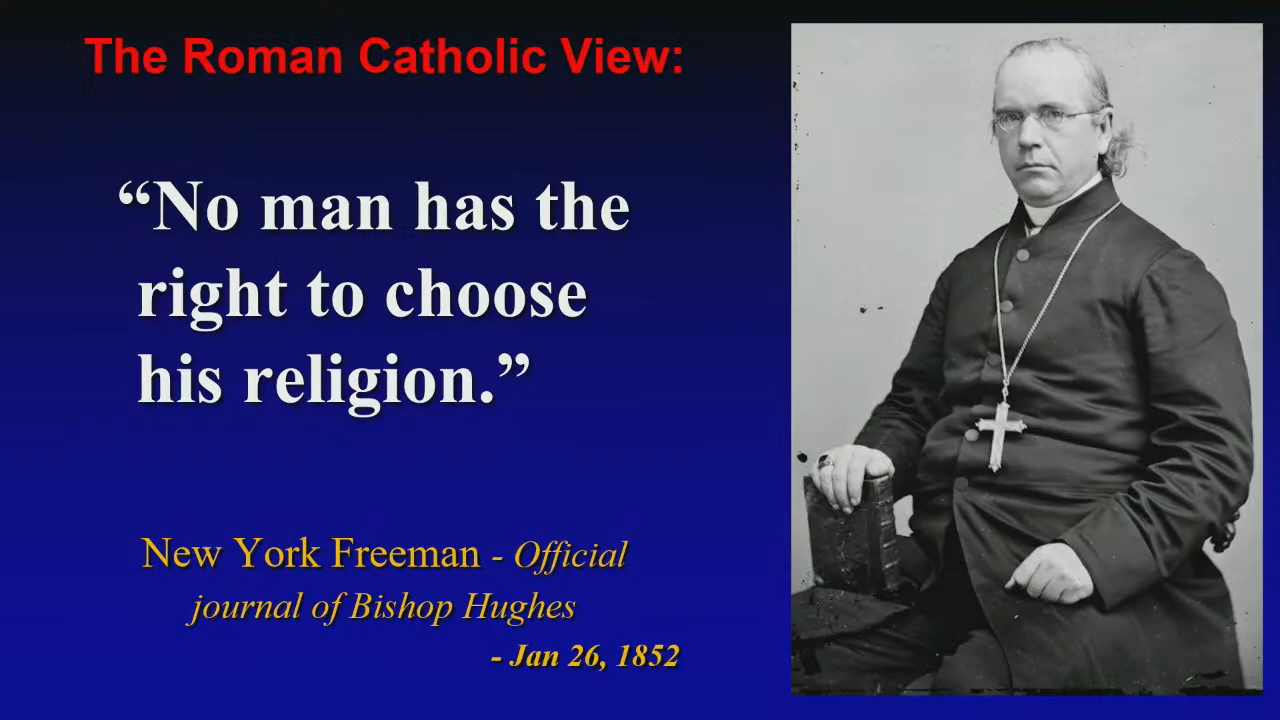 The Roman Catholic View:
“No man has the
right to choose
his religion.”
New York Freeman - Official
journal of Bishop Hughes
- Jan 26, 1852